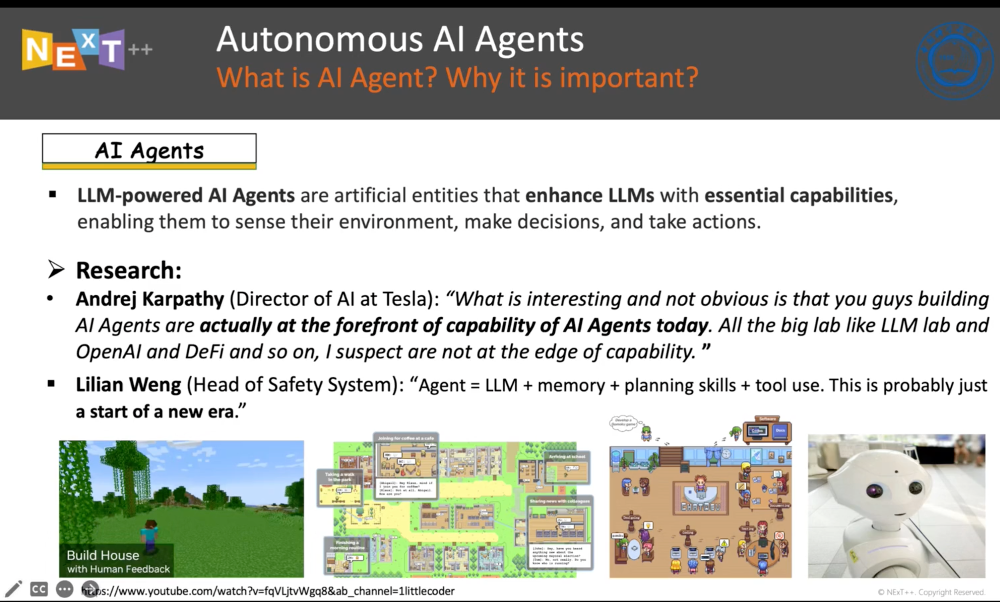 NEXT++
Autonomous AI Agents
What is AI Agent? Why it is important?
AI Agents
▪ LLM-powered AI Agents are artificial entities that enhance LLMs with essential capabilities,
enabling them to sense their environment, make decisions, and take actions.
➢ Research:
• Andrej Karpathy (Director of AI at Tesla): “What is interesting and not obvious is that you guys building
AI Agents are actually at the forefront of capability of AI Agents today. All the big lab like LLM lab and
OpenAI and DeFi and so on, I suspect are not at the edge of capability. ”
▪ Lilian Weng (Head of Safety System): “Agent = LLM + memory + planning skills + tool use. This is probably just
a start of a new era.”
Build House
with Human Feedback
Joining for coffee at a cafe
[Abigail]: Hey Klaus, mind if
I join you for coffee?
[Klaus]: Not at all, Abigail.
How are you?
Taking a walk
in the park
Arriving at school
Sharing news with colleagues
[John]: Hey, have you heard
anything new about the
upcoming mayoral election?
[Tom]: No, not really. Do you
know who is running?
Finishing a
morning routine
Develop a
Gomoku game
Software
Codes
Docs
CHATDEV
Designing
Coding
Testing
Documenting
CC
https://www.youtube.com/watch?v=fqVLjtvWgq8&ab_channel=1littlecoder
© NExT++. Copyright Reserved.